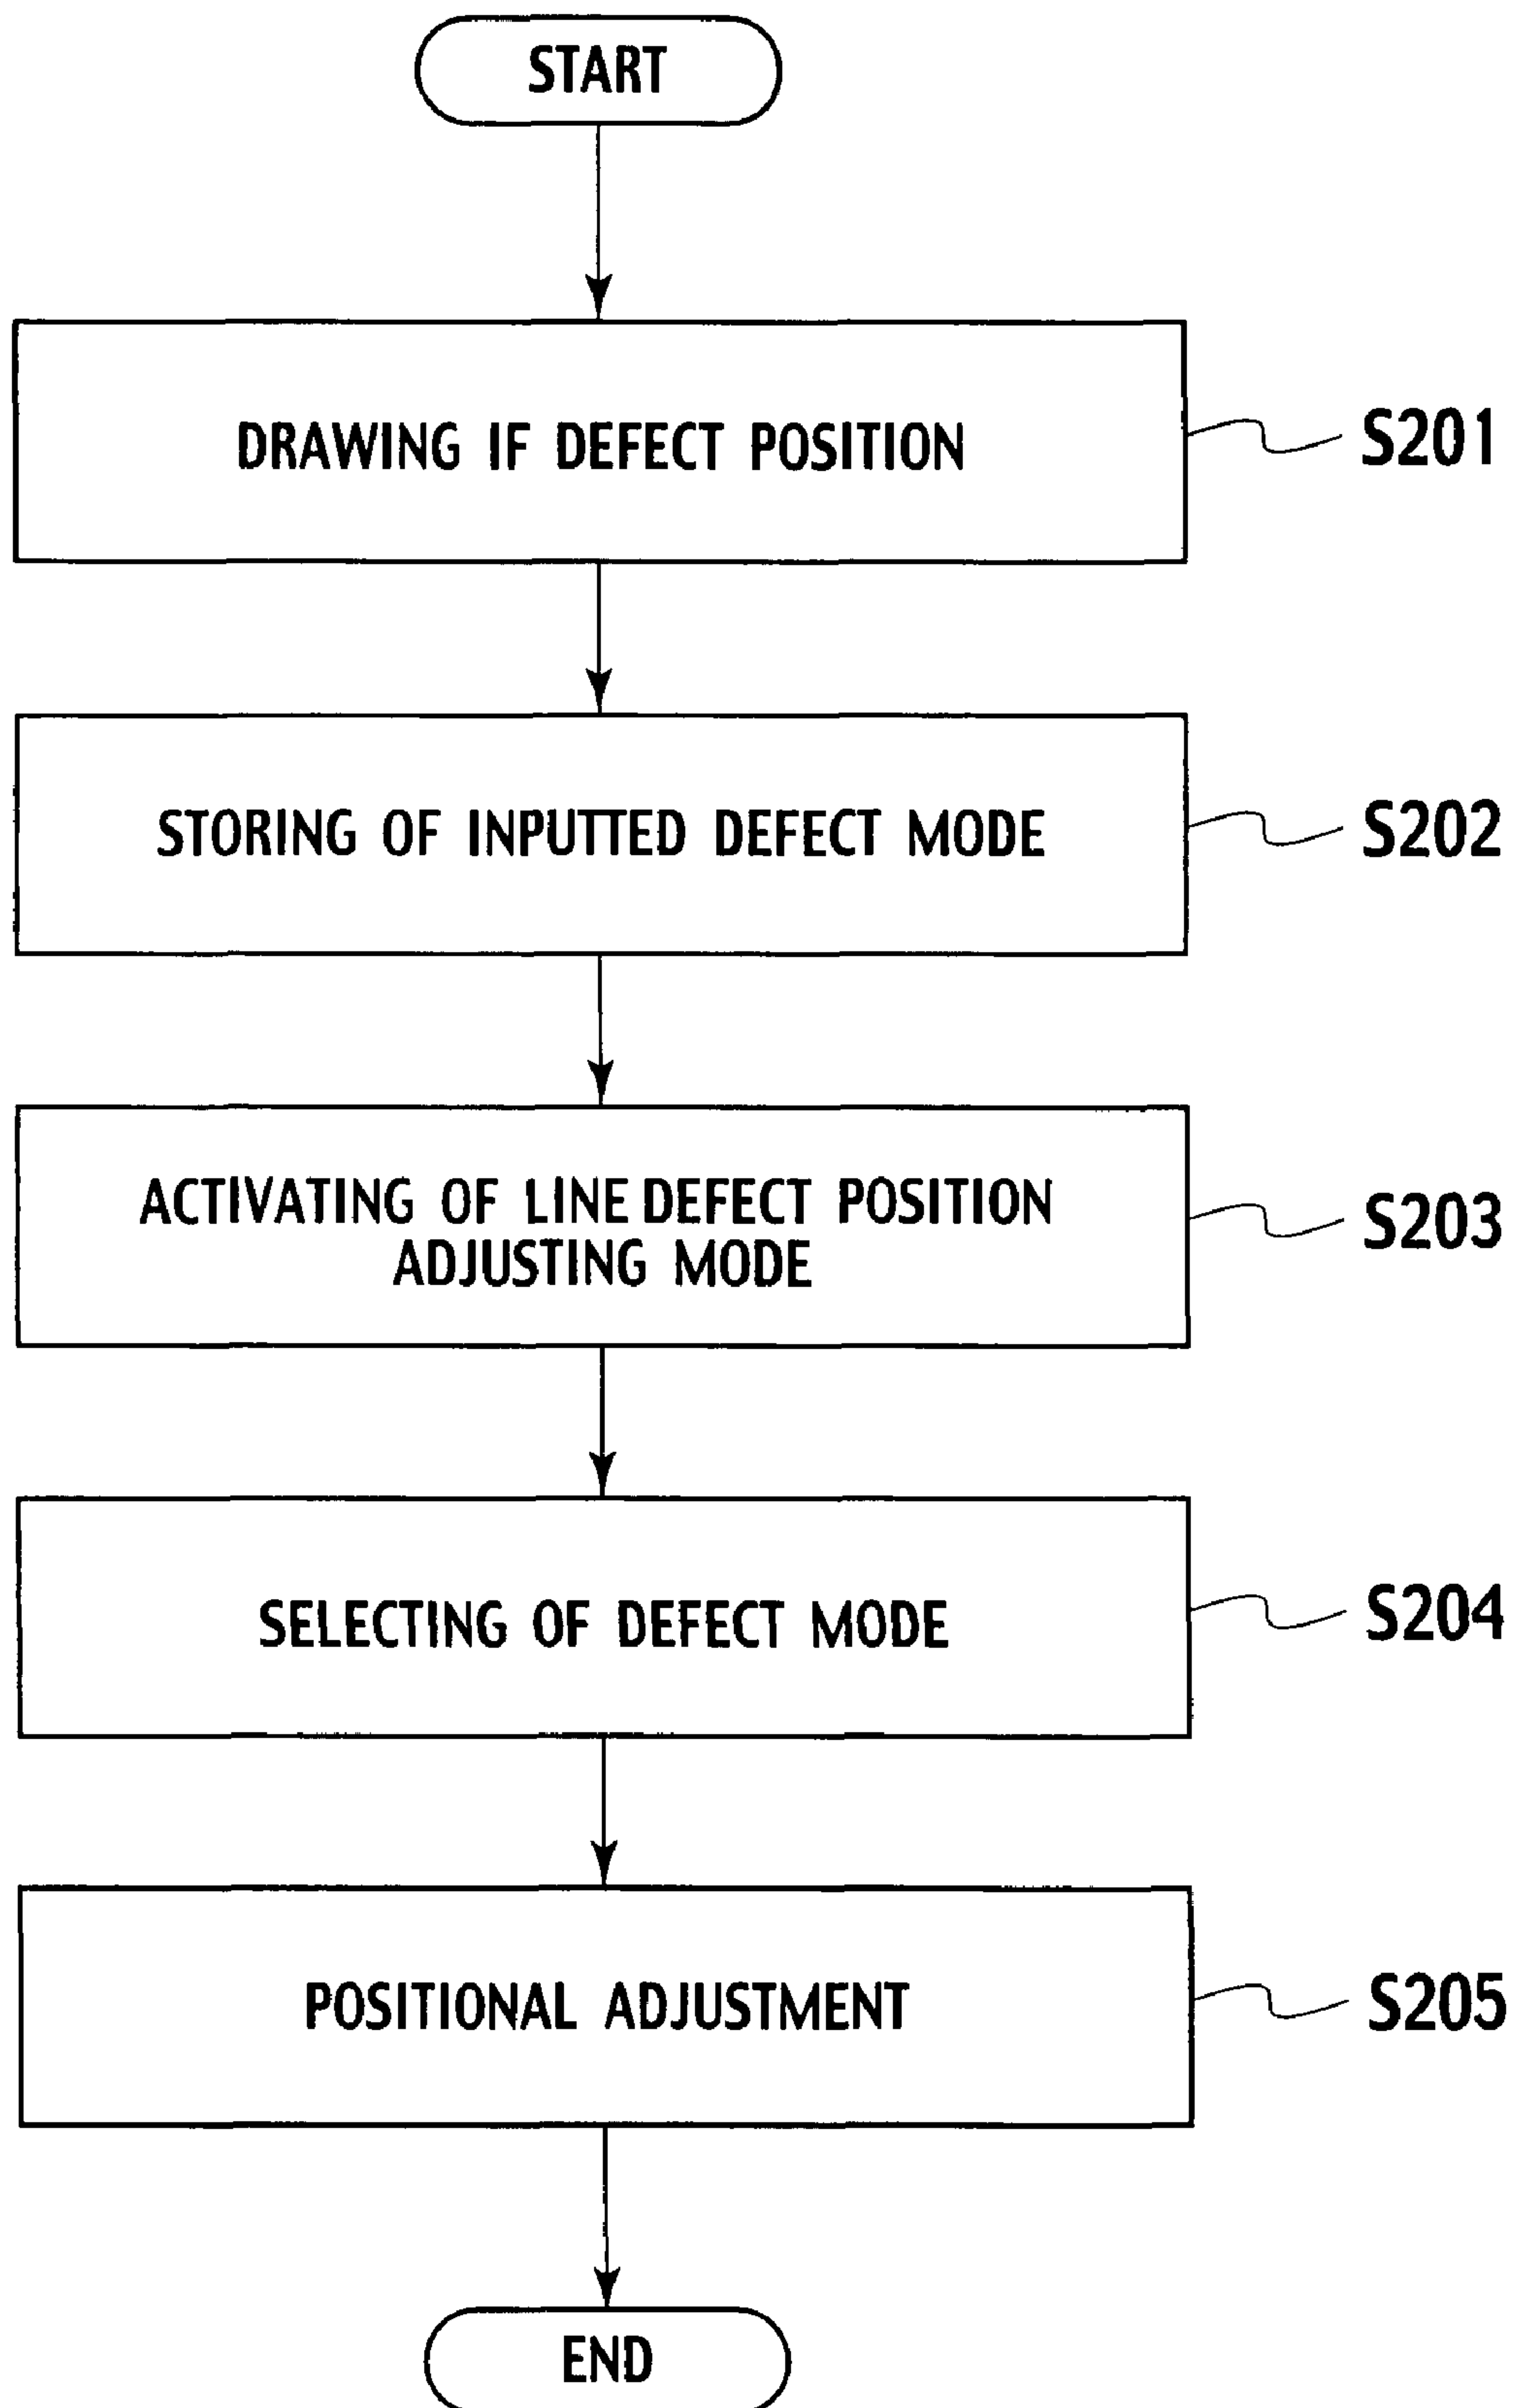 START
DRAWING IF DEFECT POSITION
S201
STORING OF INPUTTED DEFECT MODE
S202
ACTIVATING OF LINE DEFECT POSITION
ADJUSTING MODE
S203
SELECTING OF DEFECT MODE
S204
POSITIONAL ADJUSTMENT
S205
END